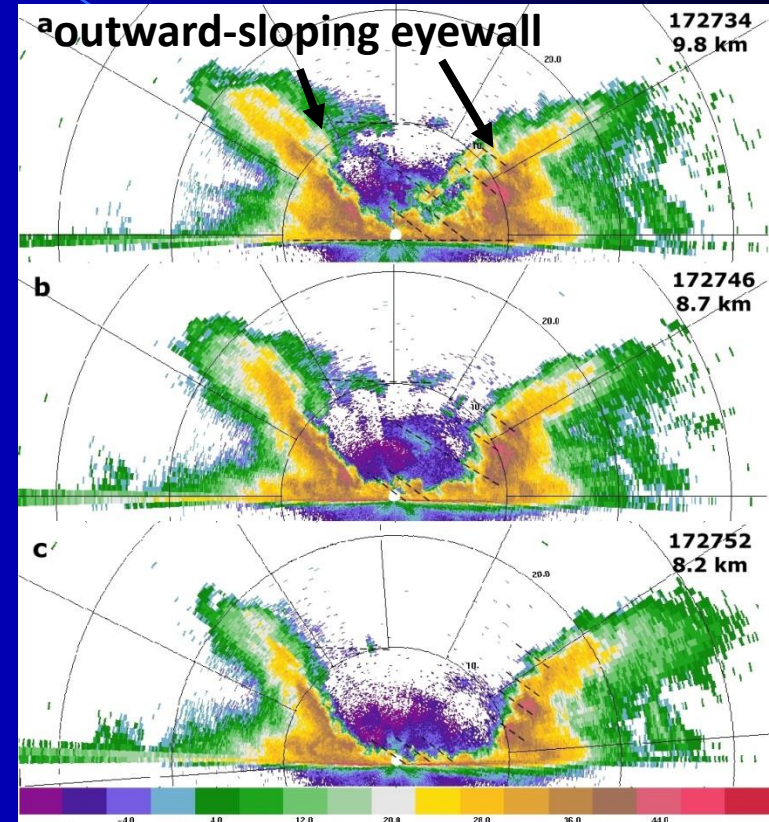 a outward-sloping eyewall
172734
9.8 km
20.0
10.
b
172746
8.7 km
20.0
10.
c
172752
8.2 km
20.0
10.
-4.0 4.0 12.0 20.0 28.0 36.0 44.0